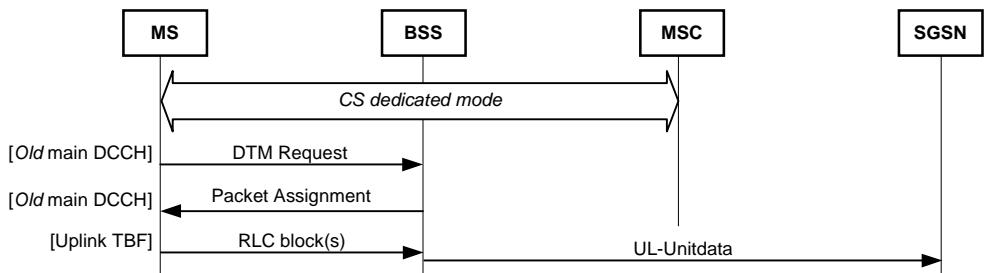 MS BSS MSC SGSN
CS dedicated mode
[Old main DCCH] DTM Request
[Old main DCCH] Packet Assignment
[Uplink TBF] RLC block(s) UL-Unitdata